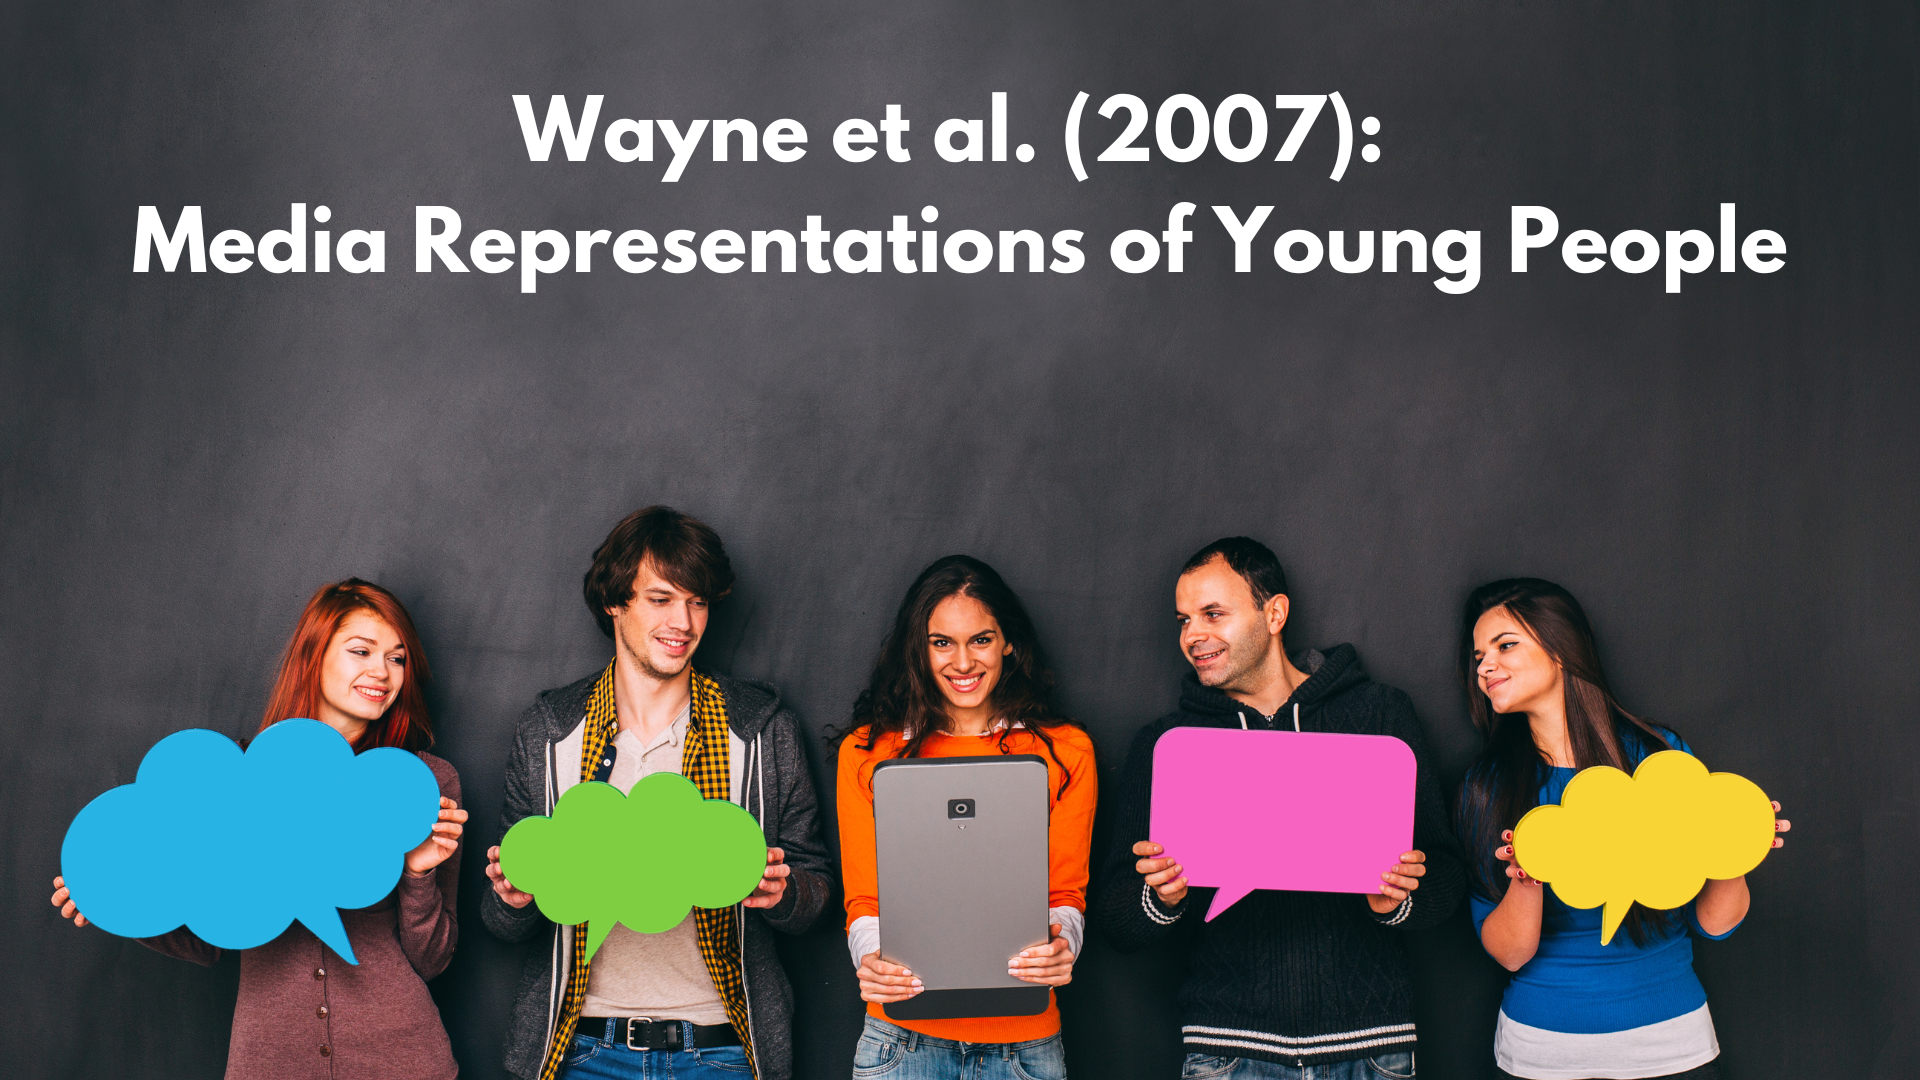 Wayne et al. (2007):
Media Representations of Young People